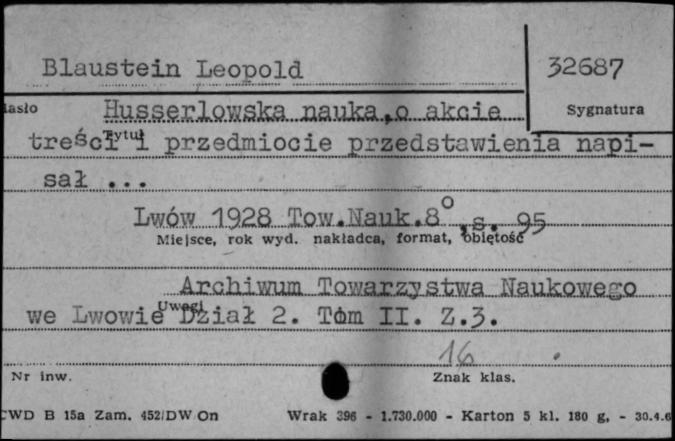 Blaustein Leopold
32687
Hasło Husserlowska nauka,o akcie Sygnatura
Tytuł
treści i przedmiocie przedstawienia napi-
sał ...
Lwów 1928 Tow.Nauk.8°,s. 95
Miejsce, rok wyd. nakładca, format, objętość
Archiwum Towarzystwa Naukowego
Uwagi
we Lwowie Dział 2. Tom II. Z.3.
16
Nr inw. Znak klas.
CWD B 15a Zam. 452/DW On Wrak 396 - 1.730.000 - Karton 5 kl. 180 g, - 30.4.6